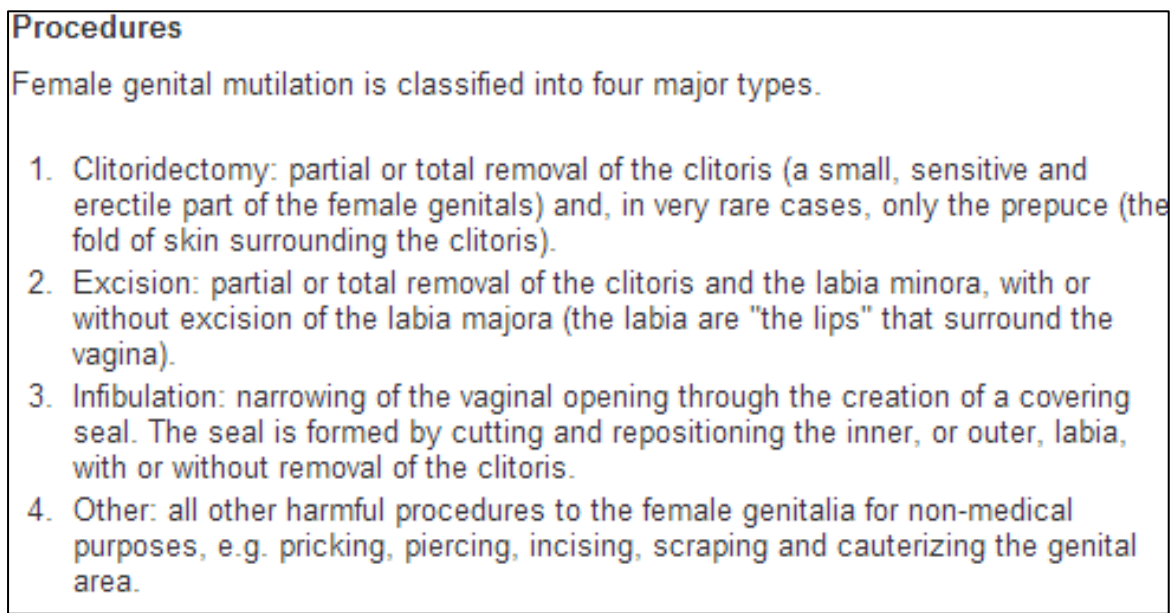 Procedures
Female genital mutilation is classified into four major types.
1. Clitoridectomy: partial or total removal of the clitoris (a small, sensitive and
erectile part of the female genitals) and, in very rare cases, only the prepuce (the
fold of skin surrounding the clitoris).
2. Excision: partial or total removal of the clitoris and the labia minora, with or
without excision of the labia majora (the labia are "the lips" that surround the
vagina).
3. Infibulation: narrowing of the vaginal opening through the creation of a covering
seal. The seal is formed by cutting and repositioning the inner, or outer, labia,
with or without removal of the clitoris.
4. Other: all other harmful procedures to the female genitalia for non-medical
purposes, e.g. pricking, piercing, incising, scraping and cauterizing the genital
area.